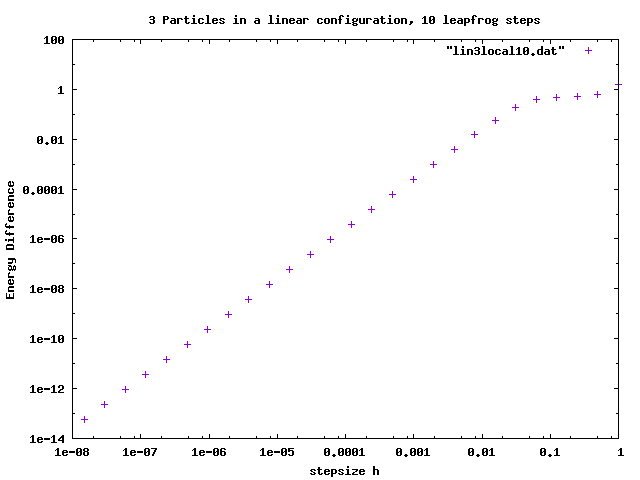 3 Particles in a linear configuration, 10 leapfrog steps
100
"lin3local10.dat"
1
0.01
0.0001
1e-06
1e-08
1e-10
1e-12
1e-14
Energy Difference
1e-08 1e-07 1e-06 1e-05 0.0001 0.001 0.01 0.1 1
stepsize h